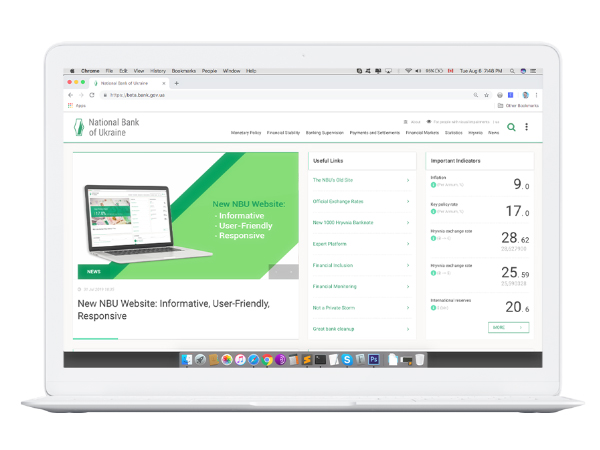 Chrome File Edit View History Bookmarks People Window Help
Tue Aug 6 7:48 PM
National Bank of Ukraine
https://beta.bank.gov.ua
Apps
Other Bookmarks
National Bank
of Ukraine
Monetary Policy Financial Stability Banking Supervision Payments and Settlements Financial Markets Statistics Hryvnia News
New NBU Website:
- Informative
- User-Friendly
- Responsive
NEWS
New NBU Website: Informative, User-Friendly,
Responsive
Useful Links
The NBU's Old Site
Official Exchange Rates
New 1000 Hryvnia Banknote
Expert Platform
Financial Inclusion
Financial Monitoring
Not a Private Storm
Great bank cleanup
Important Indicators
Inflation
9.0
Key policy rate
17.0
Hryvnia exchange rate
28.62
Hryvnia exchange rate
25.59
International reserves
20.6
MORE